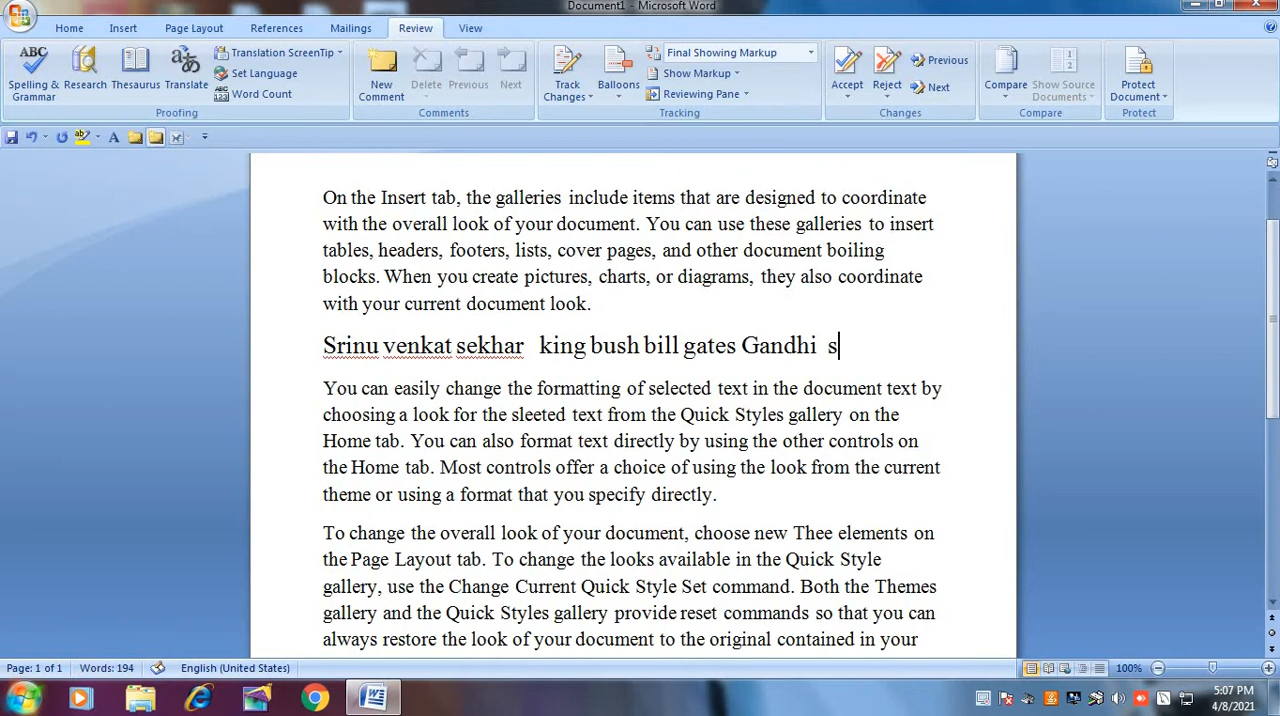 Document1 - Microsoft Word
Home Insert Page Layout References Mailings Review View
ABC Spelling & Grammar
Research
Thesaurus
Translate
Translation ScreenTip
Set Language
ABC 123 Word Count
Proofing
New Comment
Delete
Previous
Next
Comments
Track Changes
Balloons
Final Showing Markup
Show Markup
Reviewing Pane
Tracking
Accept
Reject
Previous
Next
Changes
Compare
Show Source Documents
Compare
Protect Document
Protect
On the Insert tab, the galleries include items that are designed to coordinate
with the overall look of your document. You can use these galleries to insert
tables, headers, footers, lists, cover pages, and other document boiling
blocks. When you create pictures, charts, or diagrams, they also coordinate
with your current document look.
Srinu venkat sekhar king bush bill gates Gandhi s
You can easily change the formatting of selected text in the document text by
choosing a look for the sleeted text from the Quick Styles gallery on the
Home tab. You can also format text directly by using the other controls on
the Home tab. Most controls offer a choice of using the look from the current
theme or using a format that you specify directly.
To change the overall look of your document, choose new Thee elements on
the Page Layout tab. To change the looks available in the Quick Style
gallery, use the Change Current Quick Style Set command. Both the Themes
gallery and the Quick Styles gallery provide reset commands so that you can
always restore the look of your document to the original contained in your
Page: 1 of 1 Words: 194 English (United States) 100%
5:07 PM
4/8/2021